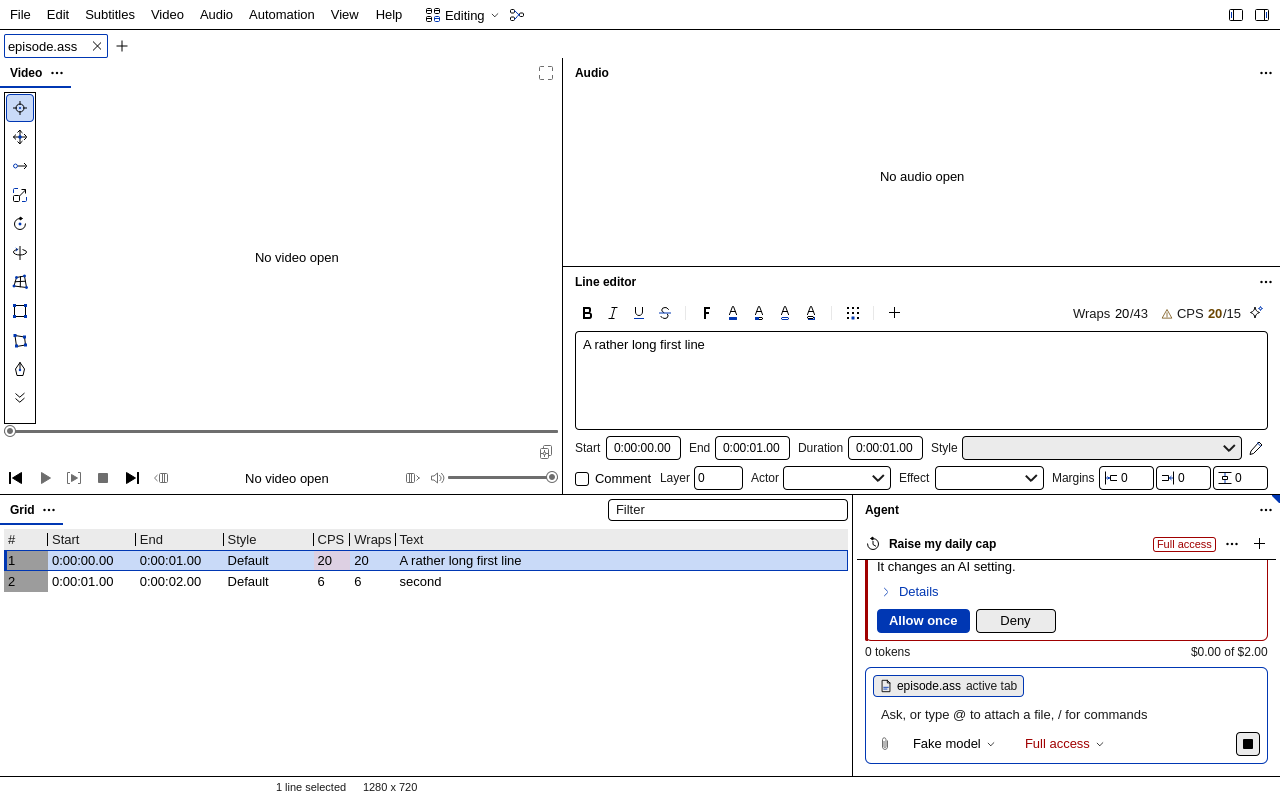 File Edit Subtitles Video Audio Automation View Help Editing
episode.ass
Video
Audio
No video open
No audio open
Line editor
Wraps 20/43 CPS 20/15
A rather long first line
Start 0:00:00.00 End 0:00:01.00 Duration 0:00:01.00 Style
Comment Layer 0 Actor Effect Margins 0 0 0
No video open
Grid
Filter
# Start End Style CPS Wraps Text
1 0:00:00.00 0:00:01.00 Default 20 20 A rather long first line
2 0:00:01.00 0:00:02.00 Default 6 6 second
Agent
Raise my daily cap Full access
It changes an AI setting.
Details
Allow once Deny
0 tokens $0.00 of $2.00
episode.ass active tab
Ask, or type @ to attach a file, / for commands
Fake model Full access
1 line selected 1280 x 720